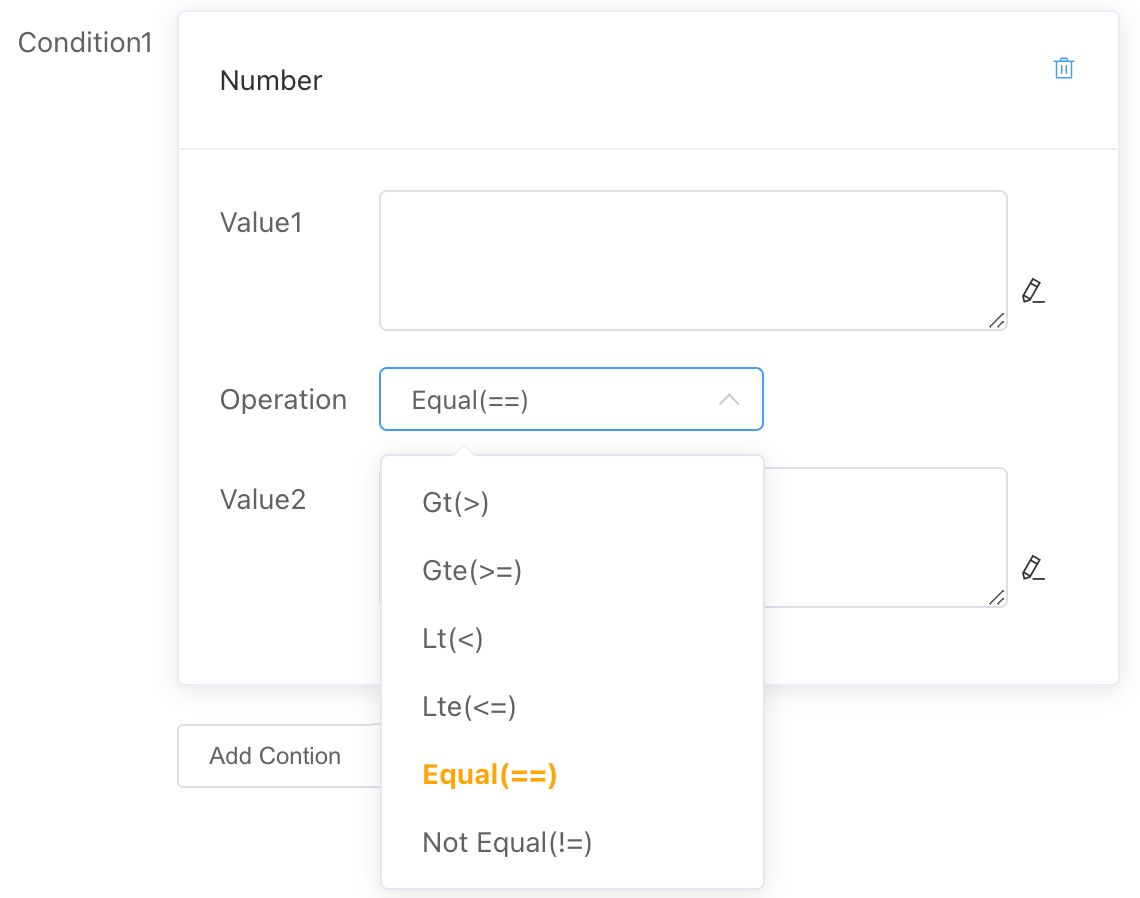 Condition1
Number
Value1
Operation
Equal(==)
Value2
Gt(>)
Gte(>=)
Lt(<)
Lte(<=)
Add Contion
Equal(==)
Not Equal(!=)